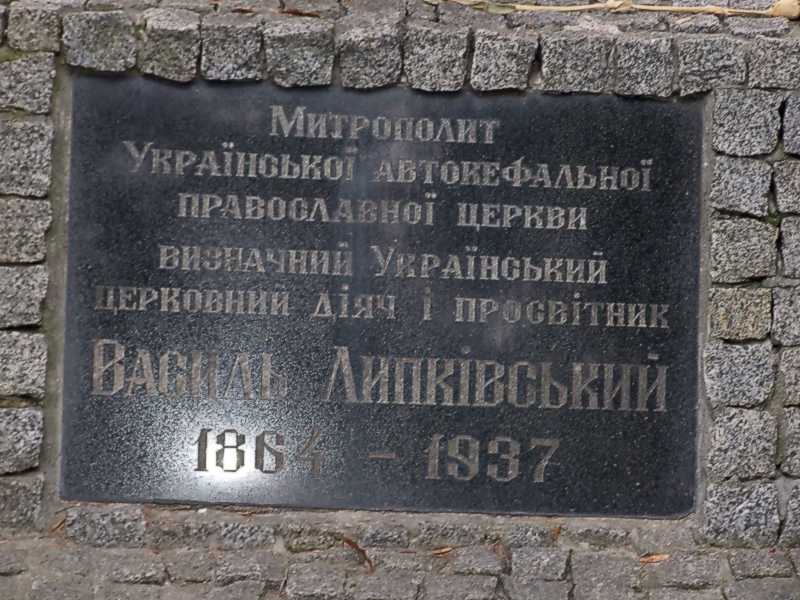 Митрополит
Української автокефальної
православної церкви
визначний Український
церковний діяч і просвітник
Василь Липківський
1864 - 1937